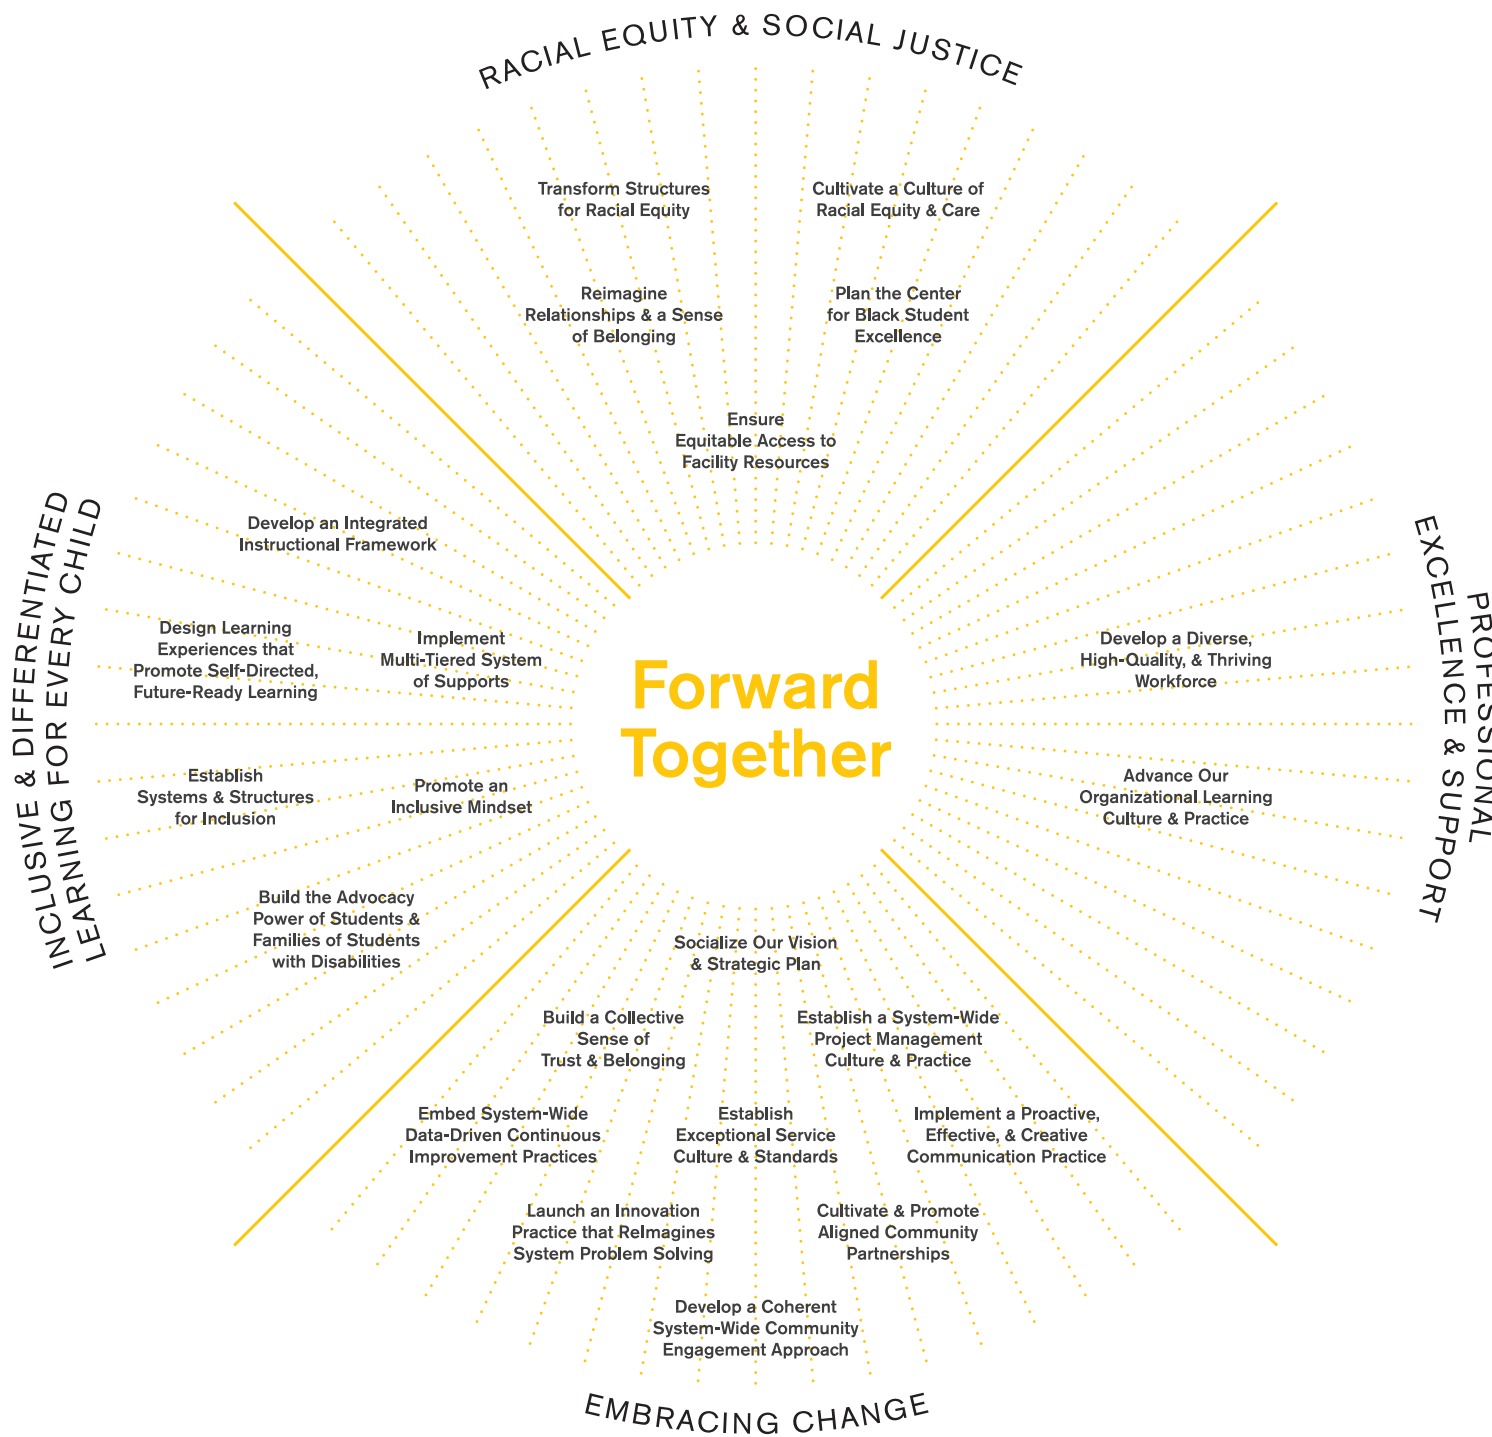 RACIAL EQUITY & SOCIAL JUSTICE
Transform Structures
for Racial Equity
Cultivate a Culture of
Racial Equity & Care
Reimagine
Relationships & a Sense
of Belonging
Plan the Center
for Black Student
Excellence
Ensure
Equitable Access to
Facility Resources
INCLUSIVE & DIFFERENTIATED
LEARNING FOR EVERY CHILD
Develop an Integrated
Instructional Framework
Design Learning
Experiences that
Promote Self-Directed,
Future-Ready Learning
Implement
Multi-Tiered System
of Supports
Establish
Systems & Structures
for Inclusion
Promote an
Inclusive Mindset
Build the Advocacy
Power of Students &
Families of Students
with Disabilities
Forward
Together
PROFESSIONAL
EXCELLENCE & SUPPORT
Develop a Diverse,
High-Quality, & Thriving
Workforce
Advance Our
Organizational Learning
Culture & Practice
Socialize Our Vision
& Strategic Plan
Build a Collective
Sense of
Trust & Belonging
Establish a System-Wide
Project Management
Culture & Practice
Embed System-Wide
Data-Driven Continuous
Improvement Practices
Establish
Exceptional Service
Culture & Standards
Implement a Proactive,
Effective, & Creative
Communication Practice
Launch an Innovation
Practice that ReImagines
System Problem Solving
Cultivate & Promote
Aligned Community
Partnerships
Develop a Coherent
System-Wide Community
Engagement Approach
EMBRACING CHANGE